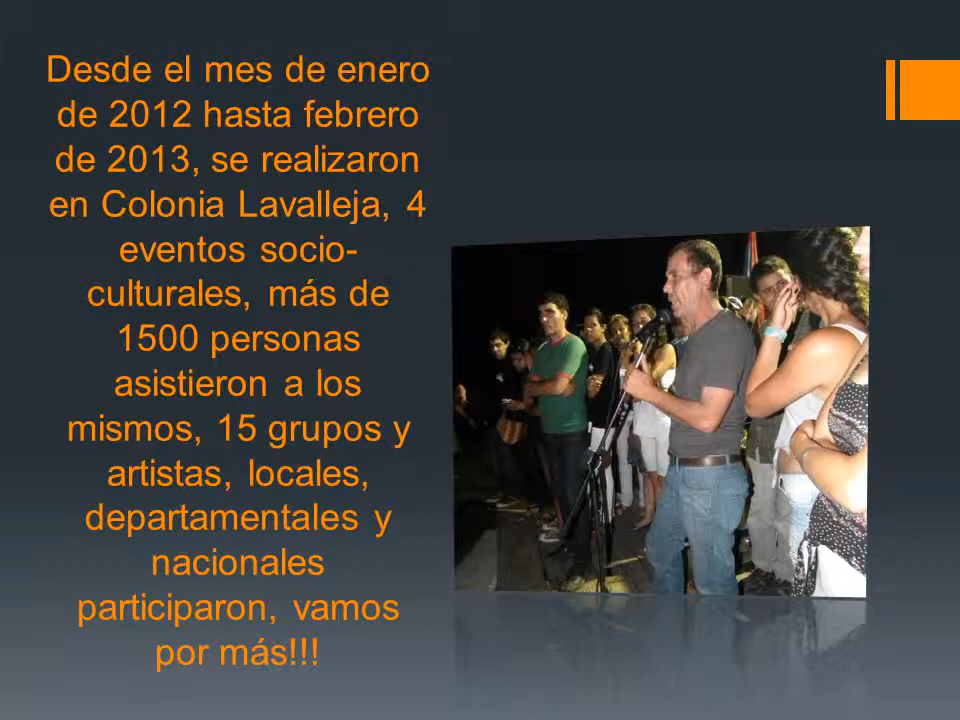 Desde el mes de enero
de 2012 hasta febrero
de 2013, se realizaron
en Colonia Lavalleja, 4
eventos socio-
culturales, más de
1500 personas
asistieron a los
mismos, 15 grupos y
artistas, locales,
departamentales y
nacionales
participaron, vamos
por más!!!